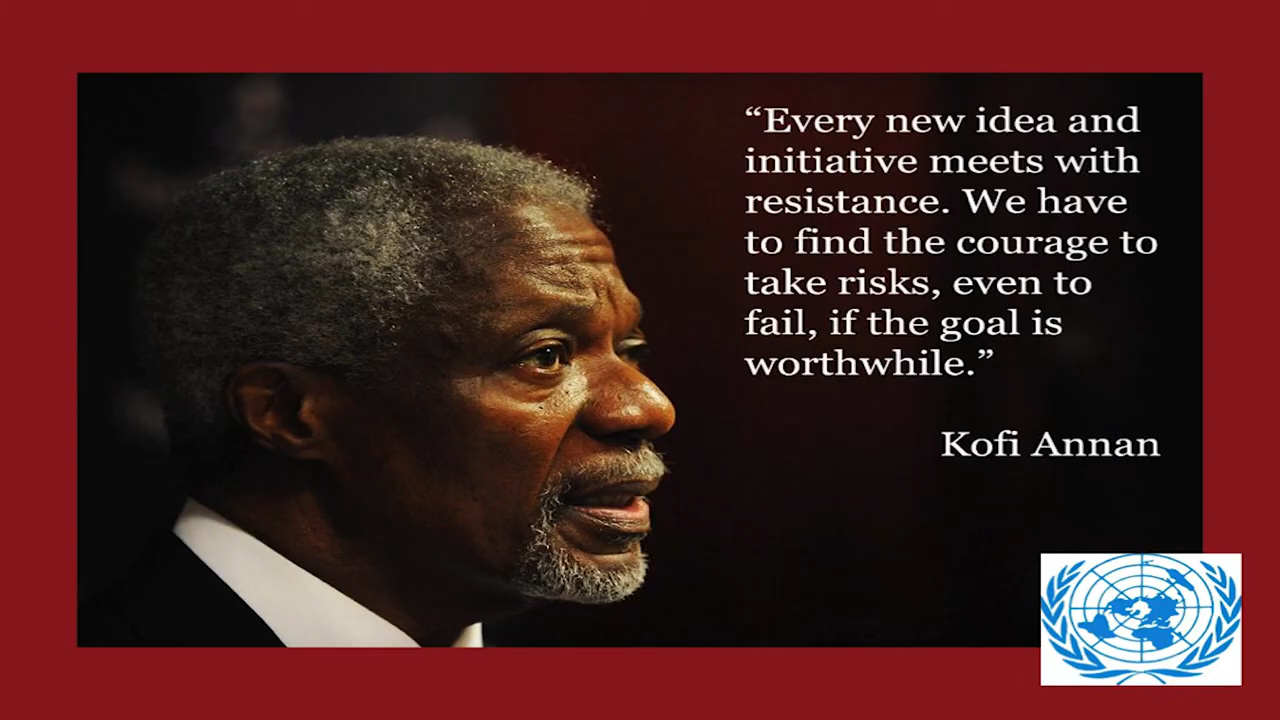 “Every new idea and
initiative meets with
resistance. We have
to find the courage to
take risks, even to
fail, if the goal is
worthwhile.”
Kofi Annan